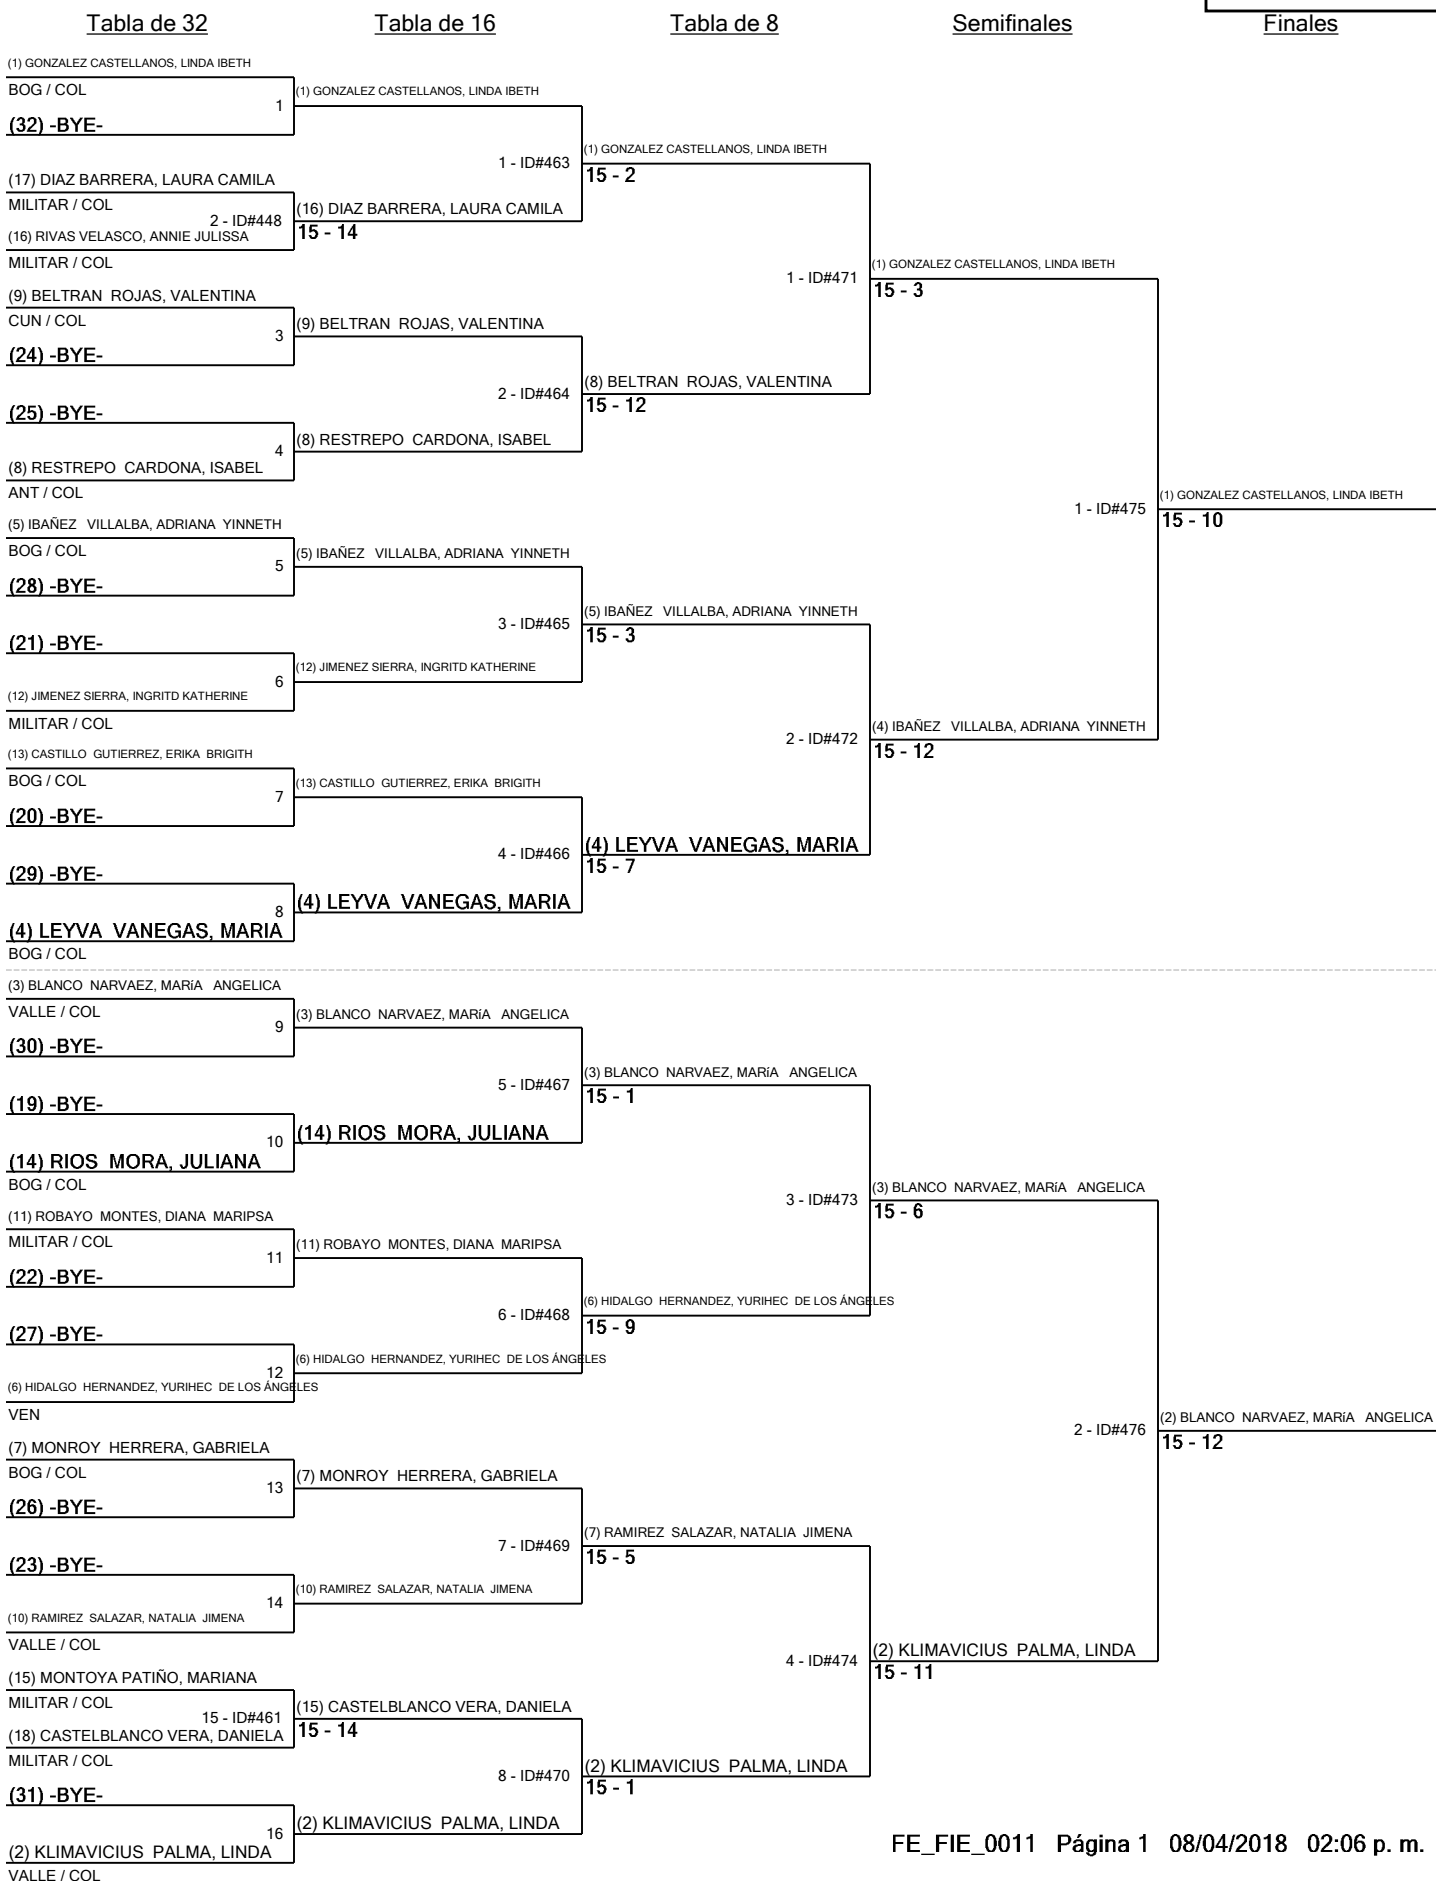 Tabla de 32
Tabla de 16
Tabla de 8
Semifinales
Finales
(1) GONZALEZ CASTELLANOS, LINDA IBETH
BOG / COL
1
(32) -BYE-
(17) DIAZ BARRERA, LAURA CAMILA
MILITAR / COL
2 - ID#448
(16) RIVAS VELASCO, ANNIE JULISSA
MILITAR / COL
(9) BELTRAN ROJAS, VALENTINA
CUN / COL
3
(24) -BYE-
(25) -BYE-
4
(8) RESTREPO CARDONA, ISABEL
ANT / COL
(5) IBAÑEZ VILLALBA, ADRIANA YINNETH
BOG / COL
5
(28) -BYE-
(21) -BYE-
6
(12) JIMENEZ SIERRA, INGRITD KATHERINE
MILITAR / COL
(13) CASTILLO GUTIERREZ, ERIKA BRIGITH
BOG / COL
7
(20) -BYE-
(29) -BYE-
8
(4) LEYVA VANEGAS, MARIA
BOG / COL
(3) BLANCO NARVAEZ, MARíA ANGELICA
VALLE / COL
9
(30) -BYE-
(19) -BYE-
10
(14) RIOS MORA, JULIANA
BOG / COL
(11) ROBAYO MONTES, DIANA MARIPSA
MILITAR / COL
11
(22) -BYE-
(27) -BYE-
12
(6) HIDALGO HERNANDEZ, YURIHEC DE LOS ÁNGELES
VEN
(7) MONROY HERRERA, GABRIELA
BOG / COL
13
(26) -BYE-
(23) -BYE-
14
(10) RAMIREZ SALAZAR, NATALIA JIMENA
VALLE / COL
(15) MONTOYA PATIÑO, MARIANA
MILITAR / COL
15 - ID#461
(18) CASTELBLANCO VERA, DANIELA
MILITAR / COL
(31) -BYE-
16
(2) KLIMAVICIUS PALMA, LINDA
VALLE / COL
(1) GONZALEZ CASTELLANOS, LINDA IBETH
1 - ID#463
(16) DIAZ BARRERA, LAURA CAMILA
15 - 14
(9) BELTRAN ROJAS, VALENTINA
2 - ID#464
(8) RESTREPO CARDONA, ISABEL
(5) IBAÑEZ VILLALBA, ADRIANA YINNETH
3 - ID#465
(12) JIMENEZ SIERRA, INGRITD KATHERINE
(13) CASTILLO GUTIERREZ, ERIKA BRIGITH
4 - ID#466
(4) LEYVA VANEGAS, MARIA
(3) BLANCO NARVAEZ, MARíA ANGELICA
5 - ID#467
(14) RIOS MORA, JULIANA
(11) ROBAYO MONTES, DIANA MARIPSA
6 - ID#468
(6) HIDALGO HERNANDEZ, YURIHEC DE LOS ÁNGELES
(7) MONROY HERRERA, GABRIELA
7 - ID#469
(10) RAMIREZ SALAZAR, NATALIA JIMENA
(15) CASTELBLANCO VERA, DANIELA
15 - 14
8 - ID#470
(2) KLIMAVICIUS PALMA, LINDA
(1) GONZALEZ CASTELLANOS, LINDA IBETH
15 - 2
1 - ID#471
(8) BELTRAN ROJAS, VALENTINA
15 - 12
(5) IBAÑEZ VILLALBA, ADRIANA YINNETH
15 - 3
2 - ID#472
(4) LEYVA VANEGAS, MARIA
15 - 7
(3) BLANCO NARVAEZ, MARíA ANGELICA
15 - 1
3 - ID#473
(6) HIDALGO HERNANDEZ, YURIHEC DE LOS ÁNGELES
15 - 9
(7) RAMIREZ SALAZAR, NATALIA JIMENA
15 - 5
4 - ID#474
(2) KLIMAVICIUS PALMA, LINDA
15 - 1
(1) GONZALEZ CASTELLANOS, LINDA IBETH
15 - 3
1 - ID#475
(4) IBAÑEZ VILLALBA, ADRIANA YINNETH
15 - 12
(3) BLANCO NARVAEZ, MARíA ANGELICA
15 - 6
2 - ID#476
(2) KLIMAVICIUS PALMA, LINDA
15 - 11
(1) GONZALEZ CASTELLANOS, LINDA IBETH
15 - 10
(2) BLANCO NARVAEZ, MARíA ANGELICA
15 - 12
FE_FIE_0011 Página 1 08/04/2018 02:06 p. m.